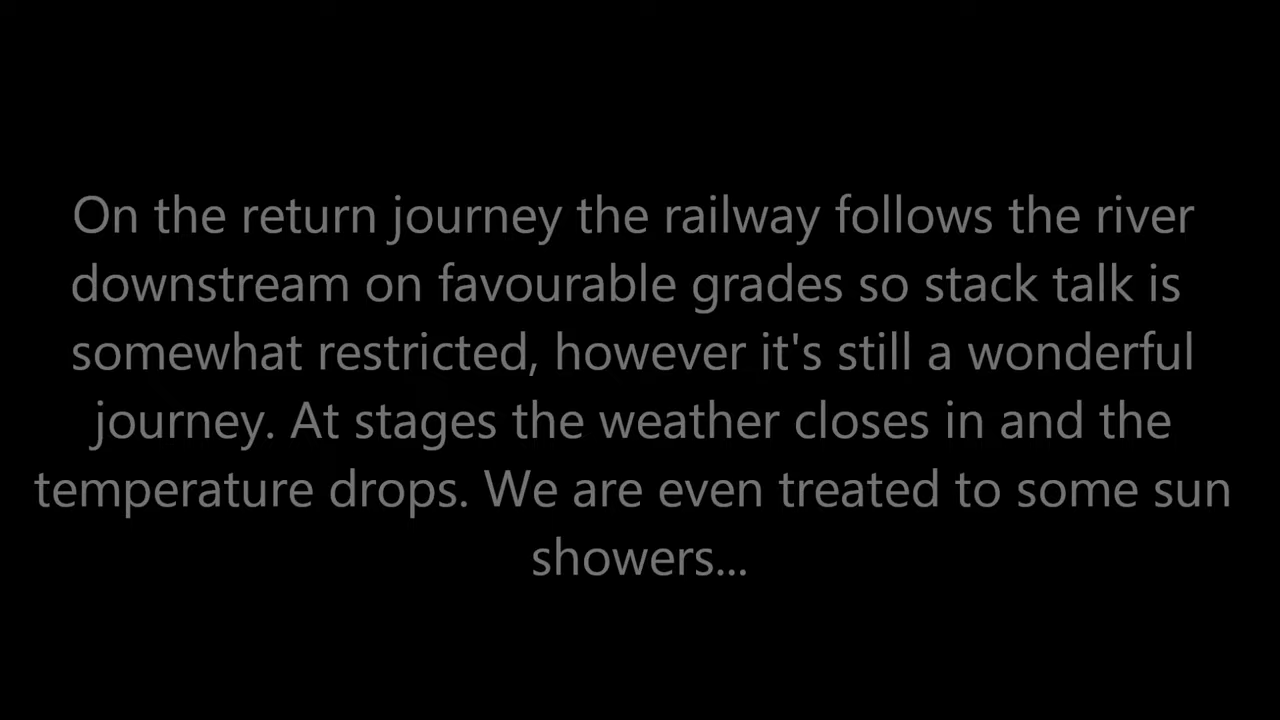 On the return journey the railway follows the river
downstream on favourable grades so stack talk is
somewhat restricted, however it's still a wonderful
journey. At stages the weather closes in and the
temperature drops. We are even treated to some sun
showers...